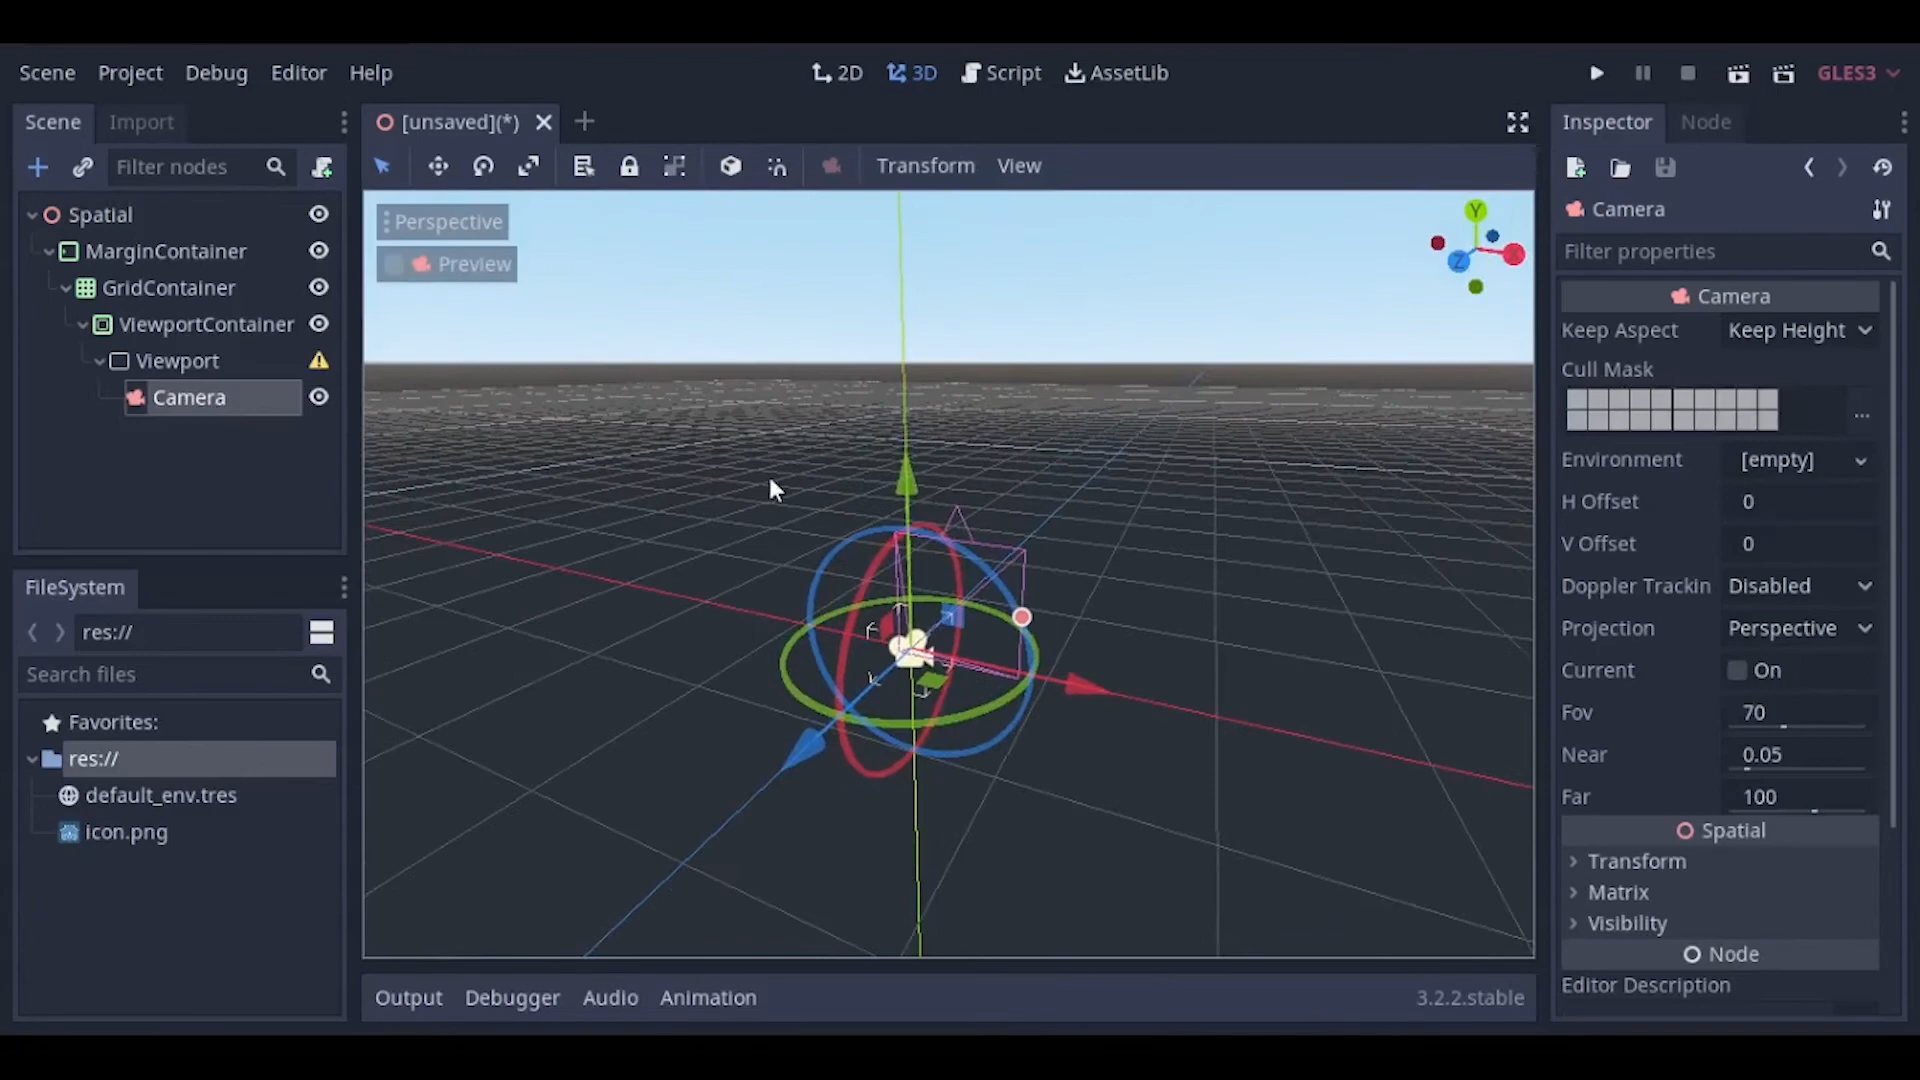 Scene Project Debug Editor Help 2D 3D Script AssetLib GLES3
Scene Import
[unsaved](*)
Inspector Node
Filter nodes
Transform View
Camera
Filter properties
Spatial
MarginContainer
GridContainer
ViewportContainer
Viewport
Camera
Perspective
Preview
Y
X
Z
Camera
Keep Aspect Keep Height
Cull Mask
...
Environment [empty]
H Offset 0
V Offset 0
Doppler Trackin Disabled
Projection Perspective
Current On
Fov 70
Near 0.05
Far 100
Spatial
Transform
Matrix
Visibility
Node
Editor Description
FileSystem
res://
Search files
Favorites:
res://
default_env.tres
icon.png
Output Debugger Audio Animation 3.2.2.stable